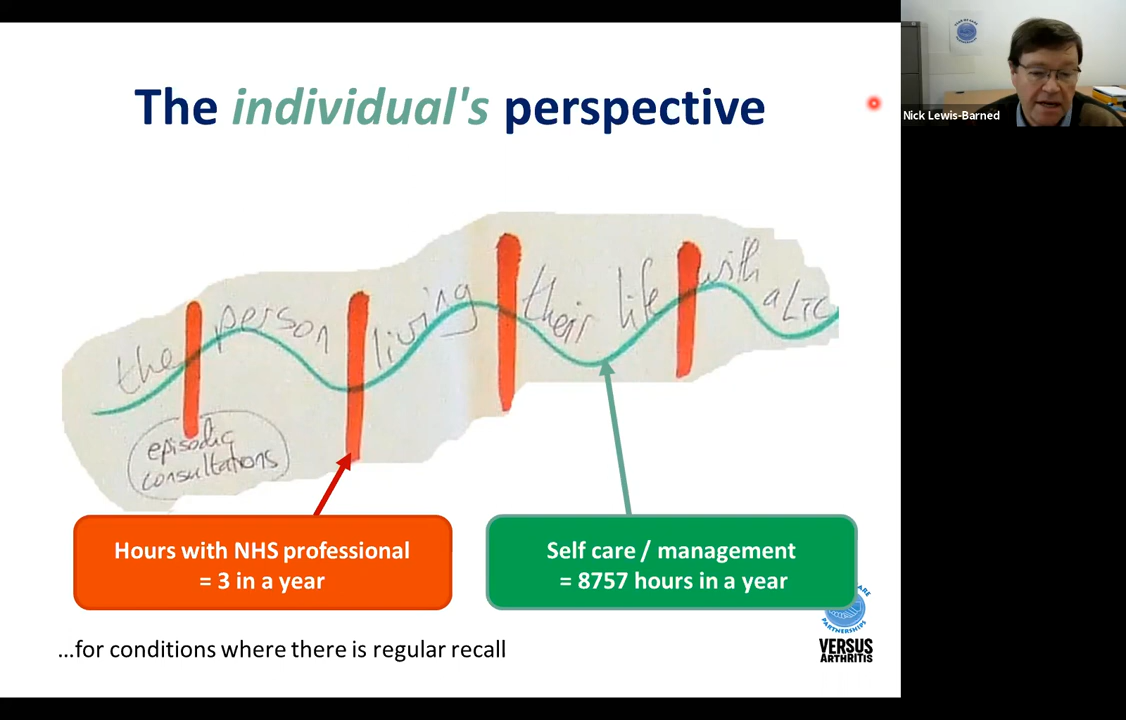 The individual's perspective
Nick Lewis-Barned
the person living their life with a LTC
episodic
consultations
Hours with NHS professional
= 3 in a year
Self care / management
= 8757 hours in a year
...for conditions where there is regular recall
PARTNERSHIPS
VERSUS
ARTHRITIS